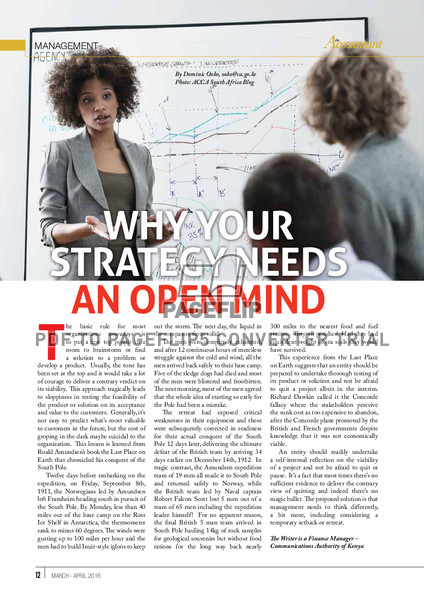 MANAGEMENT
Accountant
By Dominic Ooko, ooko@ca.go.ke
Photo: ACCA South Africa Blog
WHY YOUR
STRATEGY NEEDS
AN OPEN MIND
PAGEFLIP
The basic rule for most
to put a
room to brainstorm or find
a solution to a problem or
develop a product. Usually, the tone has
been set at the top and it would take a lot
of courage to deliver a contrary verdict on
its viability. This approach tragically leads
to sloppiness in testing the feasibility of
the product or solution on its acceptance
and value to the customers. Generally, it's
not easy to predict what's most valuable
to customers in the future, but the cost of
groping in the dark maybe suicidal to the
organization. This lesson is learned from
Roald Amundsen's book the Last Place on
Earth that chronicled his conquest of the
South Pole.
Twelve days before embarking on the
expedition, on Friday, September 8th,
1911, the Norwegians led by Amundsen
left Framheim heading south in pursuit of
the South Pole. By Monday, less than 40
miles out of the base camp on the Ross
Ice Shelf in Antarctica, the thermometer
sank to minus 60 degrees. The winds were
gusting up to 100 miles per hour and the
men had to build Inuit-style igloos to keep
out the storm. The next day, the liquid in
The men were completely exhausted
and after 12 continuous hours of merciless
struggle against the cold and wind, all the
men arrived back safely to their base camp.
Five of the sledge dogs had died and most
of the men were blistered and frostbitten.
The next morning, most of the men agreed
that the whole idea of starting so early for
the Pole had been a mistake.
The retreat had exposed critical
weaknesses in their equipment and these
were subsequently corrected in readiness
for their actual conquest of the South
Pole 12 days later, delivering the ultimate
defeat of the British team by arriving 34
days earlier on December 14th, 1912. In
tragic contrast, the Amundsen expedition
team of 19 men all made it to South Pole
and returned safely to Norway, while
the British team led by Naval captain
Robert Falcon Scott lost 5 men out of a
team of 65 men including the expedition
leader himself! For no apparent reason,
the final British 5 man team arrived in
South Pole hauling 14kg of rock samples
for geological souvenirs but without food
rations for the long way back nearly
300 miles to the nearest food and fuel
have survived.
This experience from the Last Place
on Earth suggests that an entity should be
prepared to undertake thorough testing of
its product or solution and not be afraid
to quit a project albeit in the interim.
Richard Dawkin called it the Concorde
fallacy where the stakeholders perceive
the sunk cost as too expensive to abandon,
after the Concorde plane promoted by the
British and French governments despite
knowledge that it was not economically
viable.
An entity should readily undertake
a self-internal reflection on the viability
of a project and not be afraid to quit or
pause. It's a fact that most times there's no
sufficient evidence to deliver the contrary
view of quitting and indeed there's no
magic bullet. The proposed solution is that
management needs to think differently,
a bit more, including considering a
temporary setback or retreat.
The Writer is a Finance Manager –
Communications Authority of Kenya
12 MARCH - APRIL 2016